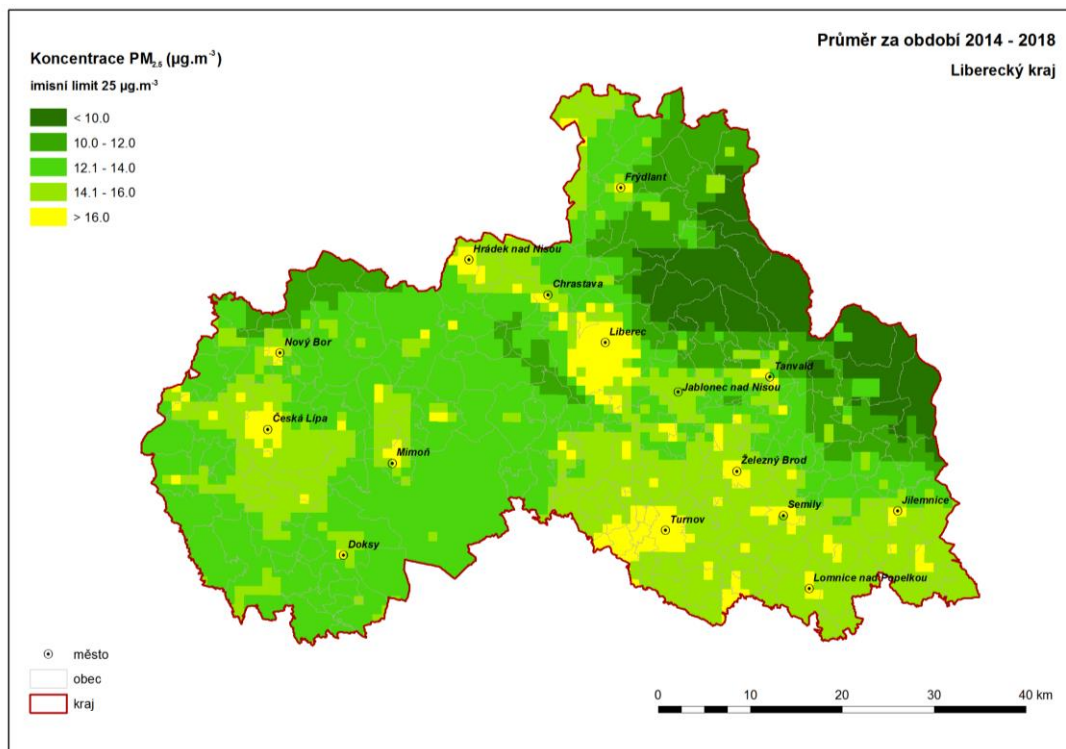 Průměr za období 2014 - 2018
Liberecký kraj
Koncentrace PM2.5 (µg.m-3)
imisní limit 25 µg.m-3
< 10.0
10.0 - 12.0
12.1 - 14.0
14.1 - 16.0
> 16.0
Frýdlant
Hrádek nad Nisou
Chrastava
Liberec
Nový Bor
Tanvald
Jablonec nad Nisou
Česká Lípa
Mimoň
Železný Brod
Semily
Jilemnice
Turnov
Doksy
Lomnice nad Popelkou
město
obec
kraj
0 10 20 30 40 km